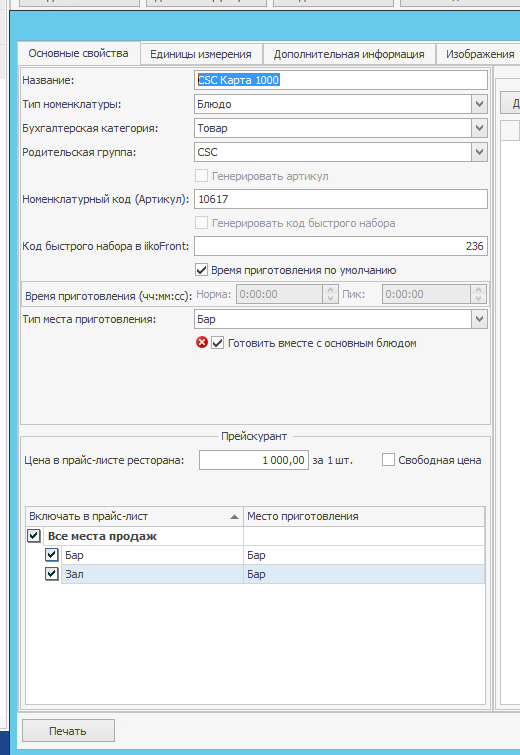 Основные свойства
Единицы измерения
Дополнительная информация
Изображения
Название: CSC Карта 1000
Тип номенклатуры: Блюдо
Бухгалтерская категория: Товар
Родительская группа: CSC
Генерировать артикул
Номенклатурный код (Артикул): 10617
Генерировать код быстрого набора
Код быстрого набора в iikoFront: 236
Время приготовления по умолчанию
Время приготовления (чч:мм:сс): Норма: 0:00:00 Пик: 0:00:00
Тип места приготовления: Бар
Готовить вместе с основным блюдом
Прейскурант
Цена в прайс-листе ресторана: 1 000,00 за 1 шт. Свободная цена
Включать в прайс-лист Место приготовления
Все места продаж
Бар Бар
Зал Бар
Печать